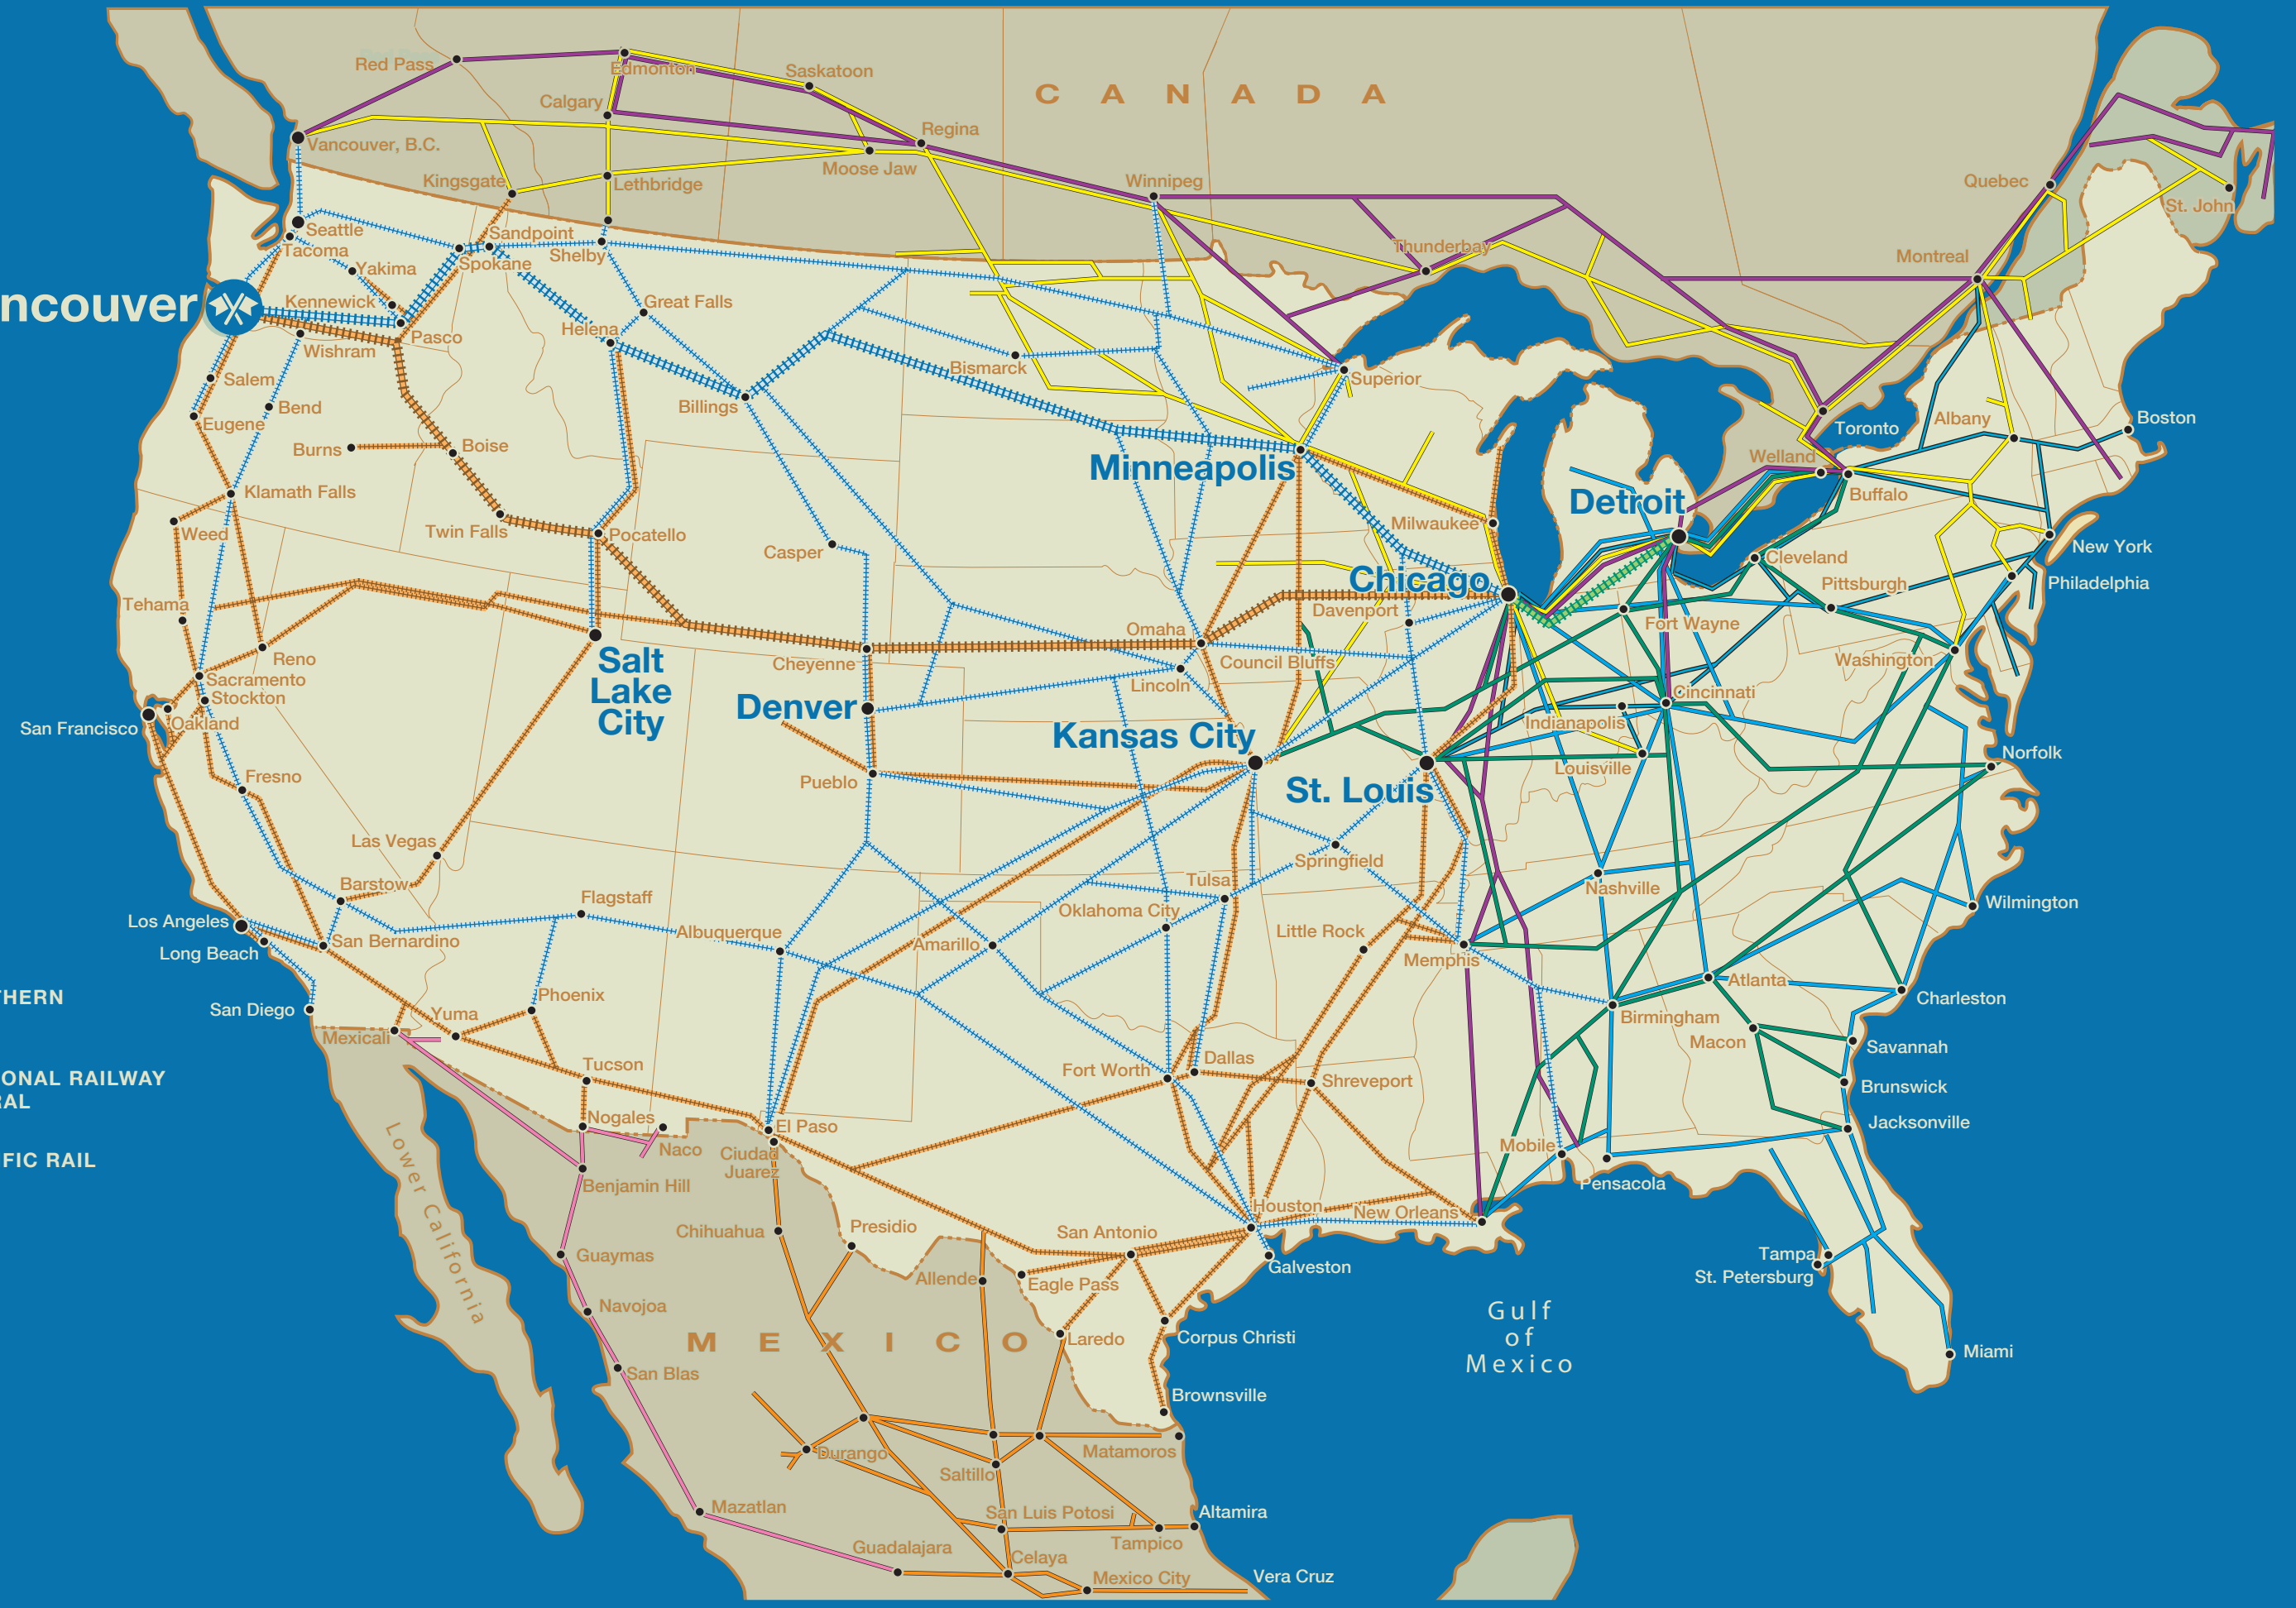 CANADA
Red Pass
Edmonton
Saskatoon
Calgary
Regina
Vancouver, B.C.
Moose Jaw
Kingsgate
Lethbridge
Winnipeg
Quebec
St. John
Seattle
Tacoma
Sandpoint
Spokane
Shelby
Yakima
Thunderbay
Montreal
ncouver
Kennewick
Great Falls
Helena
Pasco
Wishram
Bismarck
Superior
Salem
Bend
Billings
Eugene
Albany
Boston
Toronto
Burns
Boise
Minneapolis
Welland
Buffalo
Klamath Falls
Detroit
Weed
Twin Falls
Pocatello
Milwaukee
Casper
Cleveland
New York
Chicago
Pittsburgh
Philadelphia
Tehama
Davenport
Fort Wayne
Omaha
Reno
Cheyenne
Council Bluffs
Washington
Salt
Lake
City
Sacramento
Stockton
Lincoln
Cincinnati
Denver
Oakland
San Francisco
Indianapolis
Kansas City
Norfolk
Louisville
Fresno
Pueblo
St. Louis
Las Vegas
Springfield
Barstow
Tulsa
Nashville
Flagstaff
Oklahoma City
Wilmington
Los Angeles
Long Beach
San Bernardino
Albuquerque
Amarillo
Little Rock
Memphis
Atlanta
THERN
San Diego
Phoenix
Charleston
Yuma
Birmingham
Mexicali
Macon
Savannah
Tucson
Fort Worth
Dallas
Shreveport
ONAL RAILWAY
RAL
Brunswick
Nogales
El Paso
Jacksonville
Naco
Ciudad
Juarez
Mobile
FIC RAIL
Lower California
Benjamin Hill
Pensacola
Chihuahua
Presidio
San Antonio
Houston
New Orleans
Guaymas
Allende
Eagle Pass
Galveston
Tampa
St. Petersburg
Navojoa
Gulf
of
Mexico
MEXICO
Laredo
Corpus Christi
Miami
San Blas
Brownsville
Durango
Matamoros
Saltillo
Mazatlan
San Luis Potosi
Altamira
Tampico
Guadalajara
Celaya
Mexico City
Vera Cruz